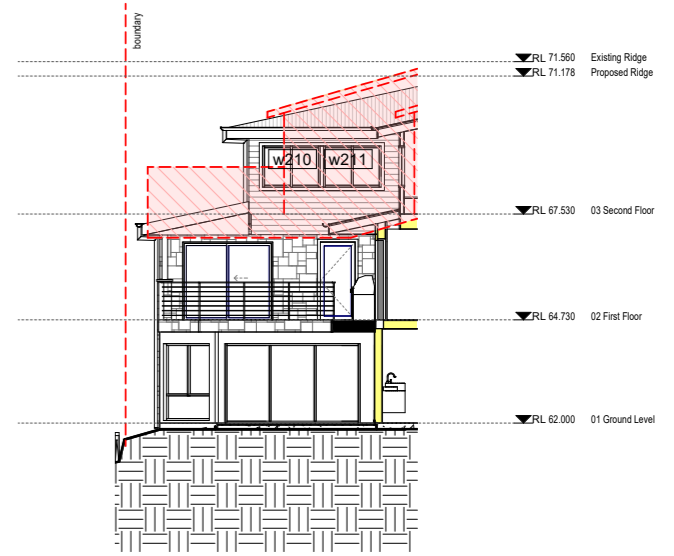 boundary
RL 71.560 Existing Ridge
RL 71.178 Proposed Ridge
w210 w211
RL 67.530 03 Second Floor
RL 64.730 02 First Floor
RL 62.000 01 Ground Level